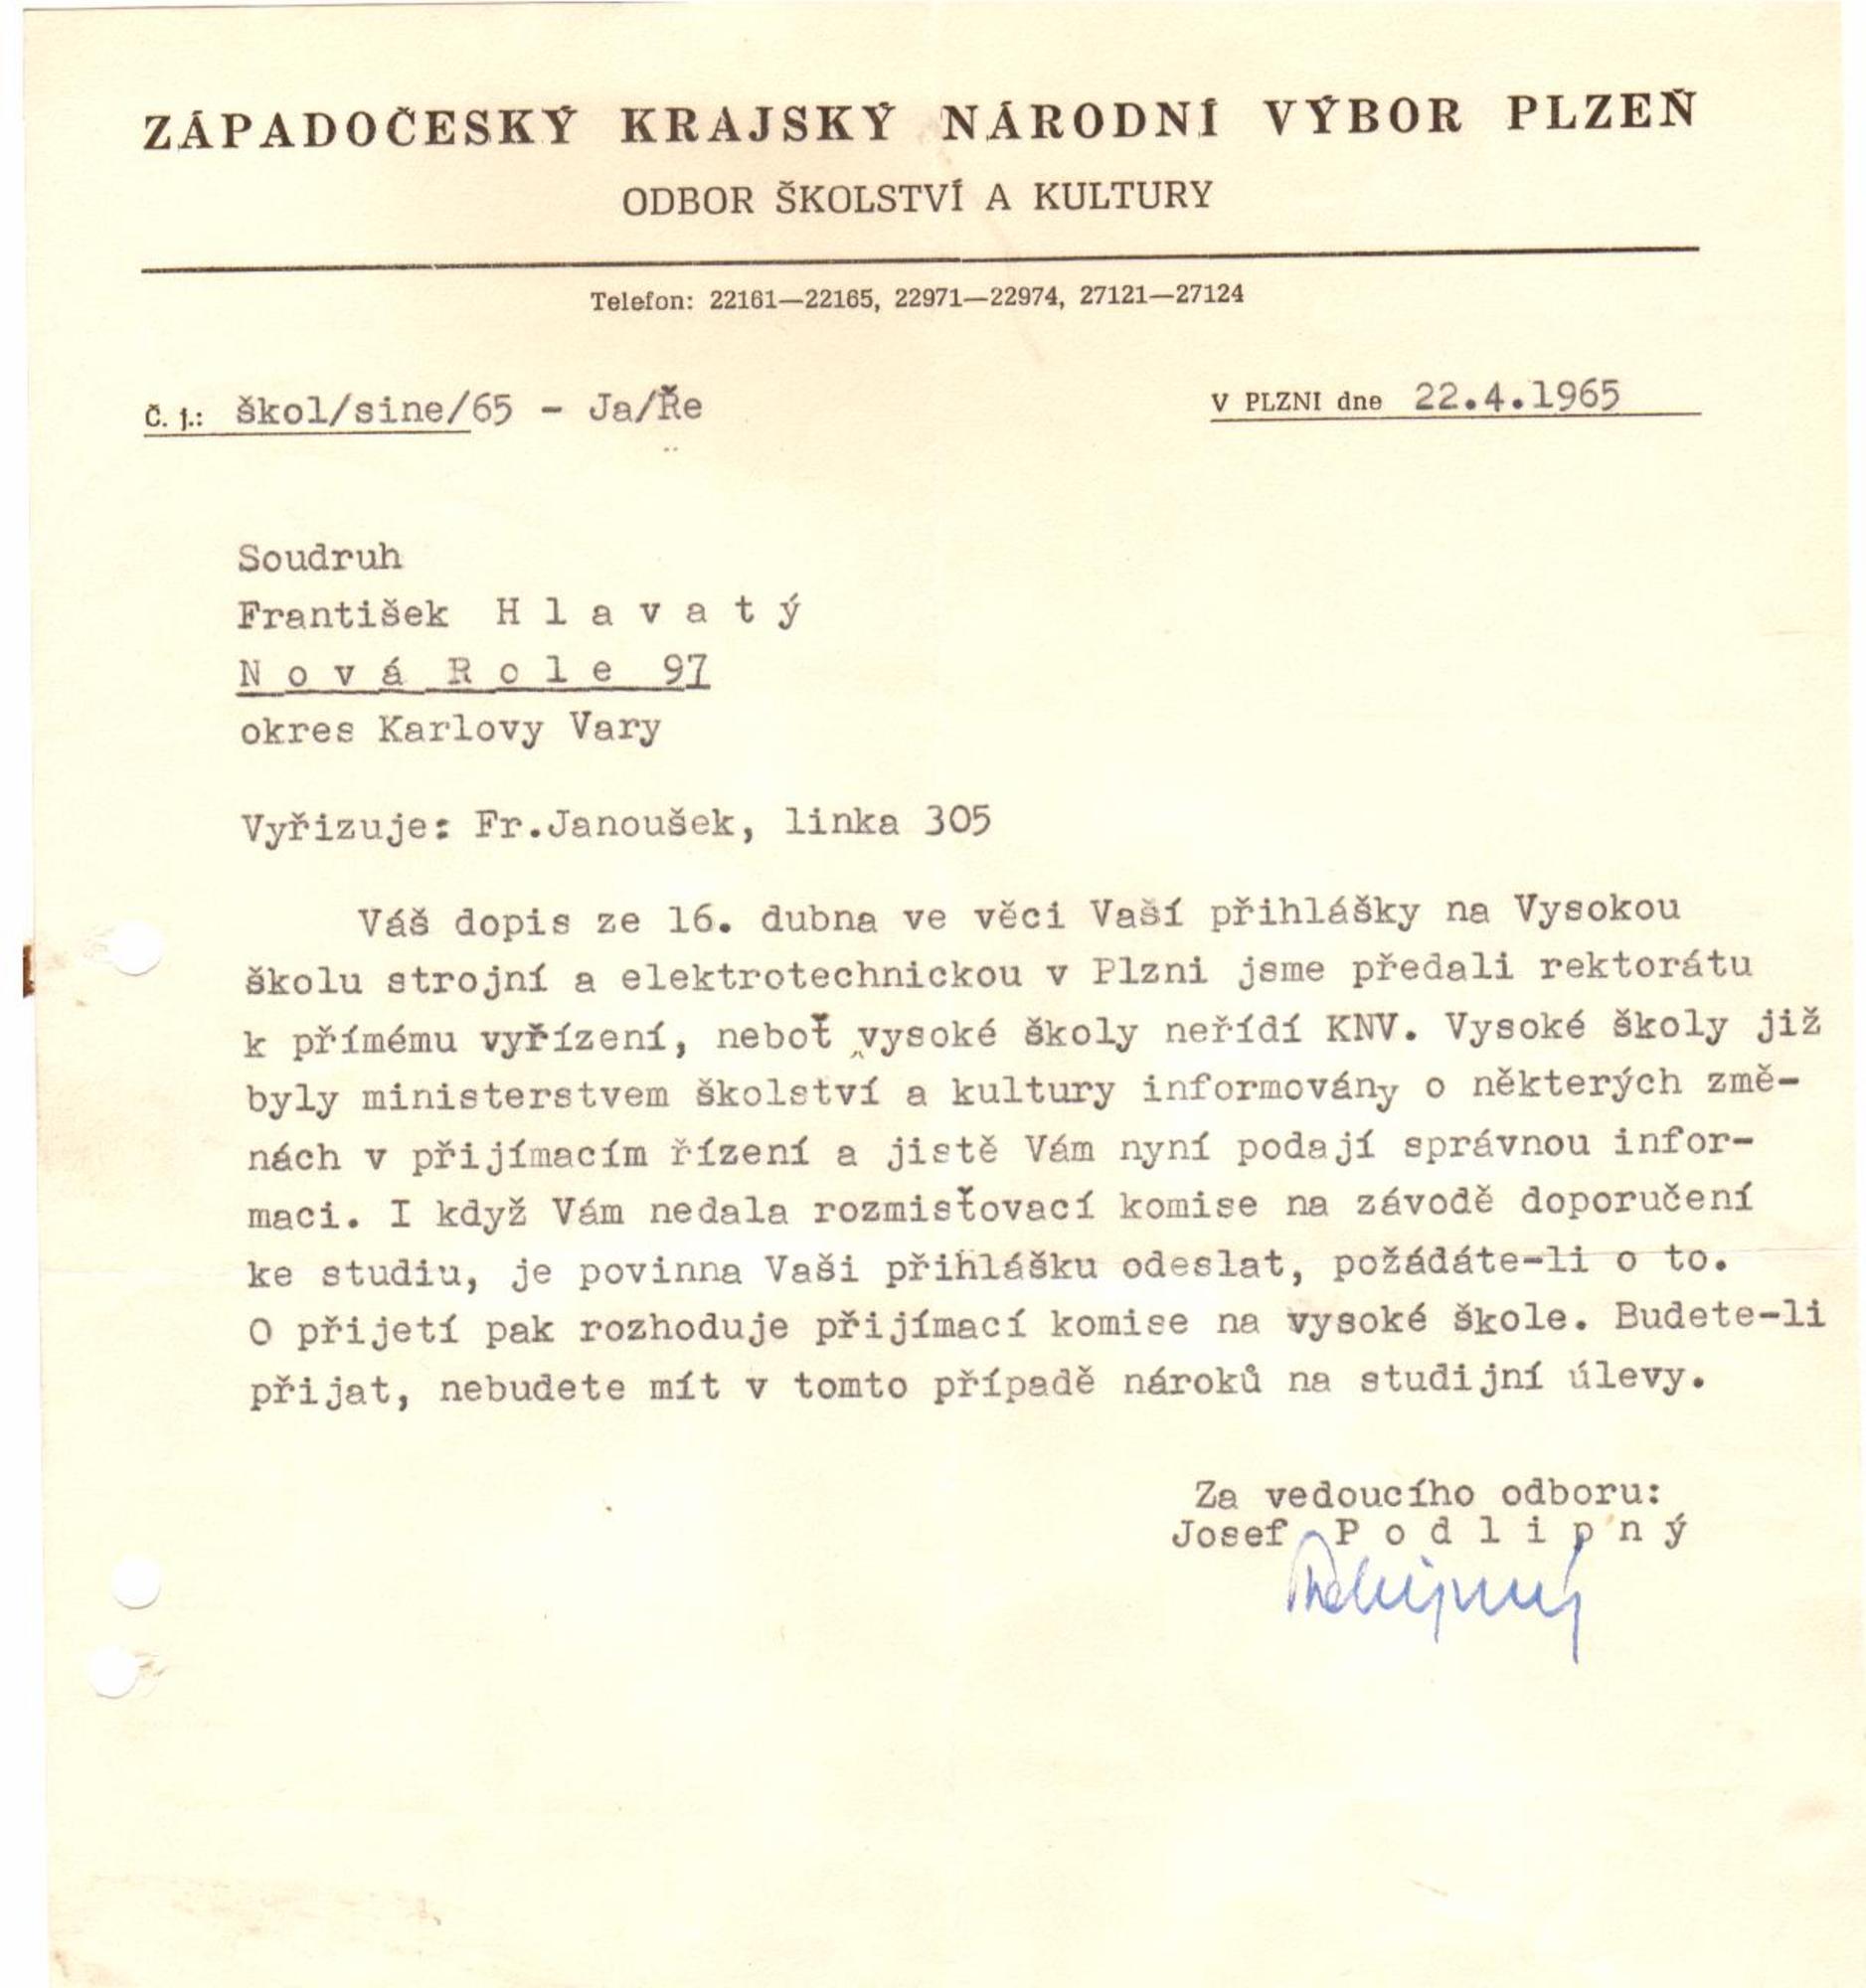 ZÁPADOČESKÝ KRAJSKÝ NÁRODNÍ VÝBOR PLZEŇ
ODBOR ŠKOLSTVÍ A KULTURY
Telefon: 22161—22165, 22971—22974, 27121—27124
Č. j.: škol/sine/65 - Ja/Ře
V PLZNI dne 22.4.1965
Soudruh
František H l a v a t ý
N o v á R o l e 97
okres Karlovy Vary
Vyřizuje: Fr.Janoušek, linka 305
Váš dopis ze 16. dubna ve věci Vaší přihlášky na Vysokou
školu strojní a elektrotechnickou v Plzni jsme předali rektorátu
k přímému vyřízení, neboť vysoké školy neřídí KNV. Vysoké školy již
byly ministerstvem školství a kultury informovány o některých změ-
nách v přijímacím řízení a jistě Vám nyní podají správnou infor-
maci. I když Vám nedala rozmisťovací komise na závodě doporučení
ke studiu, je povinna Vaši přihlášku odeslat, požádáte-li o to.
O přijetí pak rozhoduje přijímací komise na vysoké škole. Budete-li
přijat, nebudete mít v tomto případě nároků na studijní úlevy.
Za vedoucího odboru:
Josef P o d l i p n ý
Podlipný